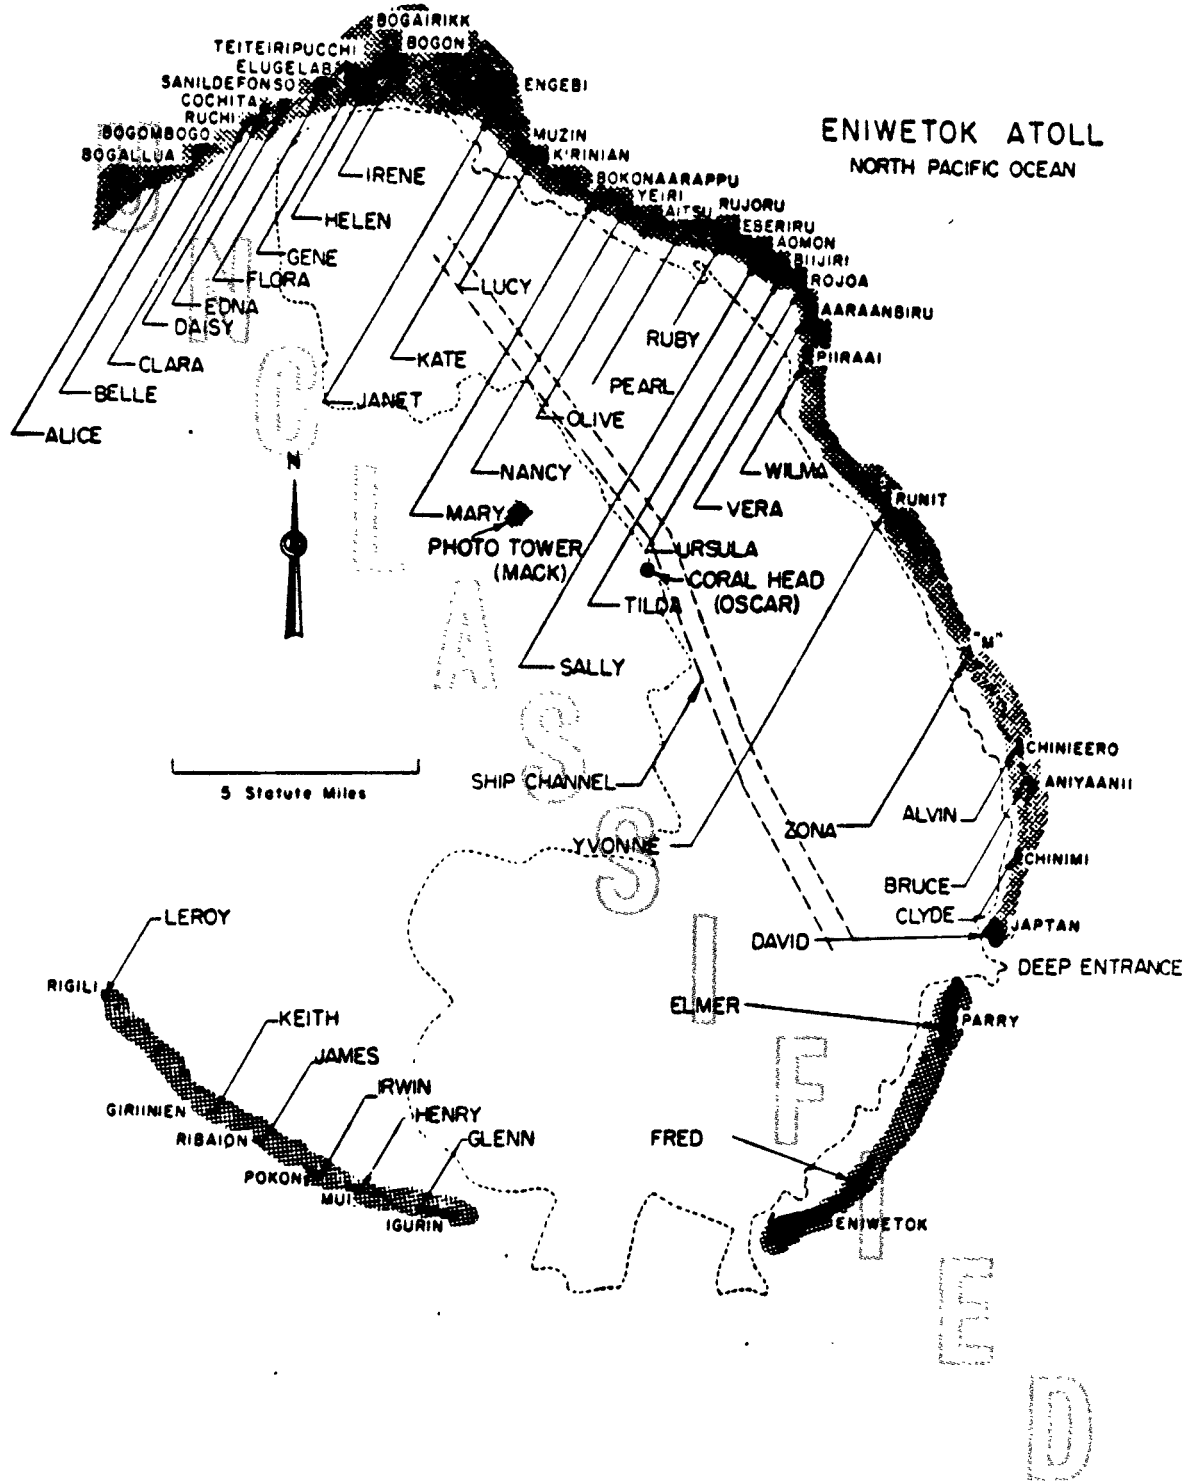 BOGAIRIKK
BOGON
TEITEIRIPUCCHI
ELUGELAB
SANILDEFONSO
COCHITA
RUCHI
BOGOMBOGO
BOGALLUA
ENGEBI
MUZIN
KIRINIAN
BOKONAARAPPU
YEIRI
AITSU
RUJORU
EBERIRU
AOMON
BIIJIRI
ROJOA
AARAANBIRU
PIIRAAI
RUNIT
"M"
CHINIEERO
ANIYAANII
CHINIMI
JAPTAN
DEEP ENTRANCE
PARRY
ENIWETOK
ENIWETOK ATOLL
NORTH PACIFIC OCEAN
IRENE
HELEN
GENE
FLORA
EDNA
DAISY
CLARA
BELLE
ALICE
LUCY
KATE
JANET
RUBY
PEARL
OLIVE
NANCY
MARY
WILMA
VERA
URSULA
TILDA
SALLY
PHOTO TOWER
(MACK)
CORAL HEAD
(OSCAR)
N
5 Statute Miles
SHIP CHANNEL
YVONNE
ZONA
ALVIN
BRUCE
CLYDE
DAVID
ELMER
FRED
LEROY
RIGILI
KEITH
JAMES
IRWIN
HENRY
GLENN
GIRIINIEN
RIBAION
POKON
MUI
IGURIN
UNCLASSIFIED